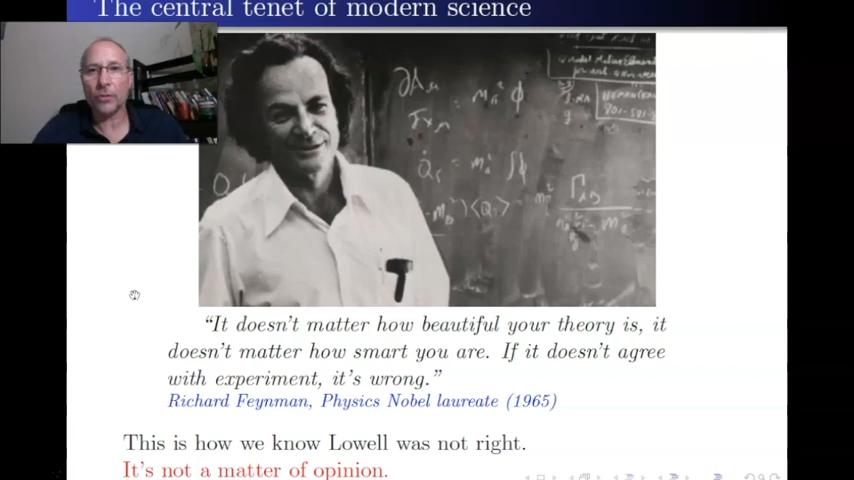 The central tenet of modern science
“It doesn’t matter how beautiful your theory is, it
doesn’t matter how smart you are. If it doesn’t agree
with experiment, it’s wrong.”
Richard Feynman, Physics Nobel laureate (1965)
This is how we know Lowell was not right.
It’s not a matter of opinion.